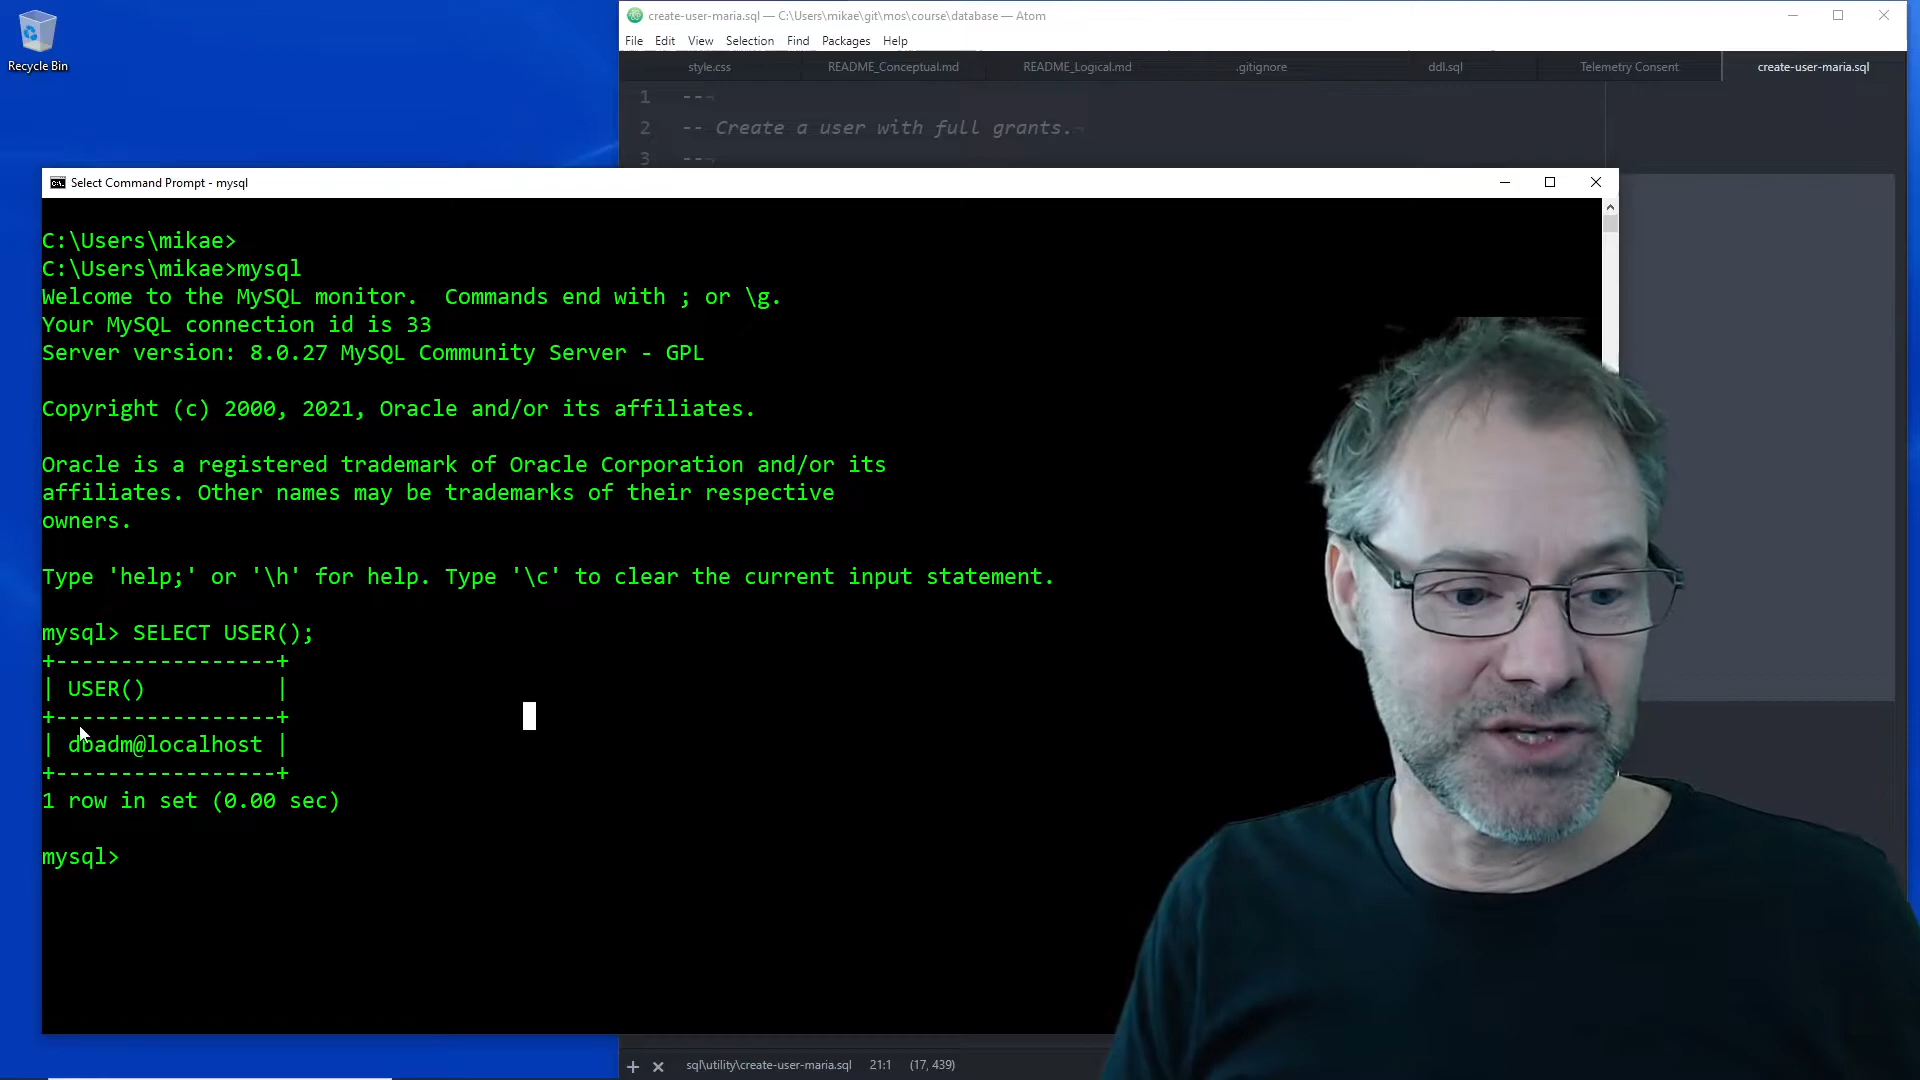 Recycle Bin
create-user-maria.sql — C:\Users\mikae\git\mos\course\database — Atom
File Edit View Selection Find Packages Help
style.css README_Conceptual.md README_Logical.md .gitignore ddl.sql Telemetry Consent create-user-maria.sql
1 --
2 -- Create a user with full grants.
3 --
Select Command Prompt - mysql
C:\Users\mikae>
C:\Users\mikae>mysql
Welcome to the MySQL monitor.  Commands end with ; or \g.
Your MySQL connection id is 33
Server version: 8.0.27 MySQL Community Server - GPL
Copyright (c) 2000, 2021, Oracle and/or its affiliates.
Oracle is a registered trademark of Oracle Corporation and/or its
affiliates. Other names may be trademarks of their respective
owners.
Type 'help;' or '\h' for help. Type '\c' to clear the current input statement.
mysql> SELECT USER();
+-----------------+
| USER()          |
+-----------------+
| dbadm@localhost |
+-----------------+
1 row in set (0.00 sec)
mysql>
sql\utility\create-user-maria.sql 21:1 (17, 439)